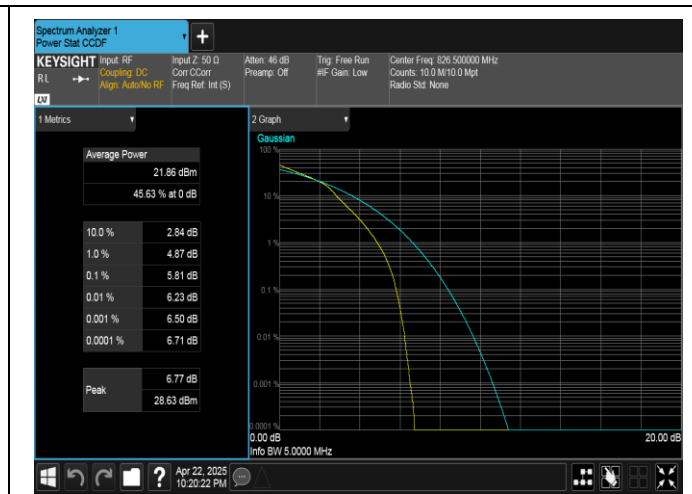 Spectrum Analyzer 1
Power Stat CCDF
+
KEYSIGHT
RL
LXI
Input: RF
Coupling: DC
Align: Auto/No RF
Input Z: 50 Ω
Corr CCorr
Freq Ref: Int (S)
Atten: 46 dB
Preamp: Off
Trig: Free Run
#IF Gain: Low
Center Freq: 826.500000 MHz
Counts: 10.0 M/10.0 Mpt
Radio Std: None
1 Metrics
Average Power
21.86 dBm
45.63 % at 0 dB
10.0 % 2.84 dB
1.0 % 4.87 dB
0.1 % 5.81 dB
0.01 % 6.23 dB
0.001 % 6.50 dB
0.0001 % 6.71 dB
Peak
6.77 dB
28.63 dBm
2 Graph
Gaussian
100 %
10 %
1 %
0.1 %
0.01 %
0.001 %
0.0001 %
0.00 dB 20.00 dB
Info BW 5.0000 MHz
?
Apr 22, 2025
10:20:22 PM